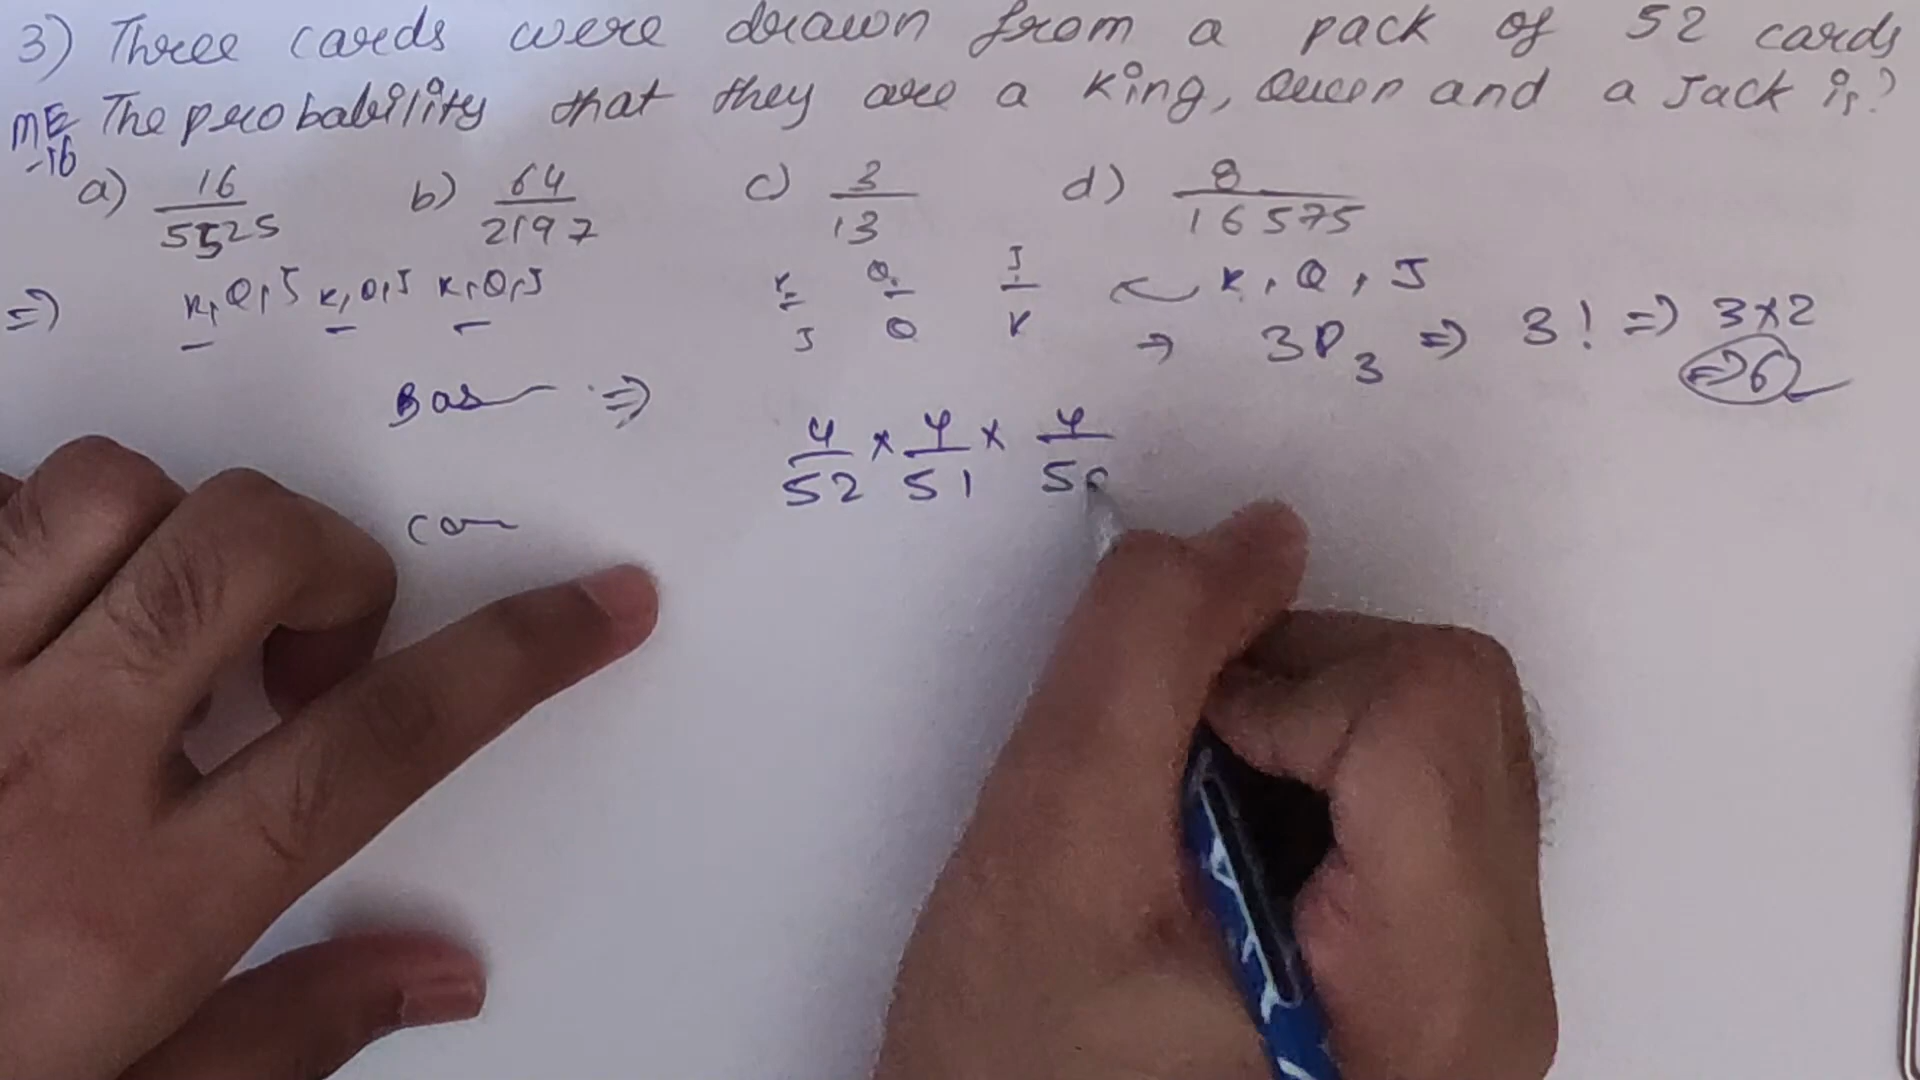 3) Three cards were drawn from a pack of 52 cards
ME-16 The probability that they are a King, Queen and a Jack is?
a) 16/5525 b) 64/2197 c) 3/13 d) 8/16575
=> K, Q, J K, Q, J K, Q, J
K Q J ← K, Q, J
J Q K → 3P3 => 3! => 3×2
=> 6
Bas =>
4/52 × 4/51 × 4/50
Com